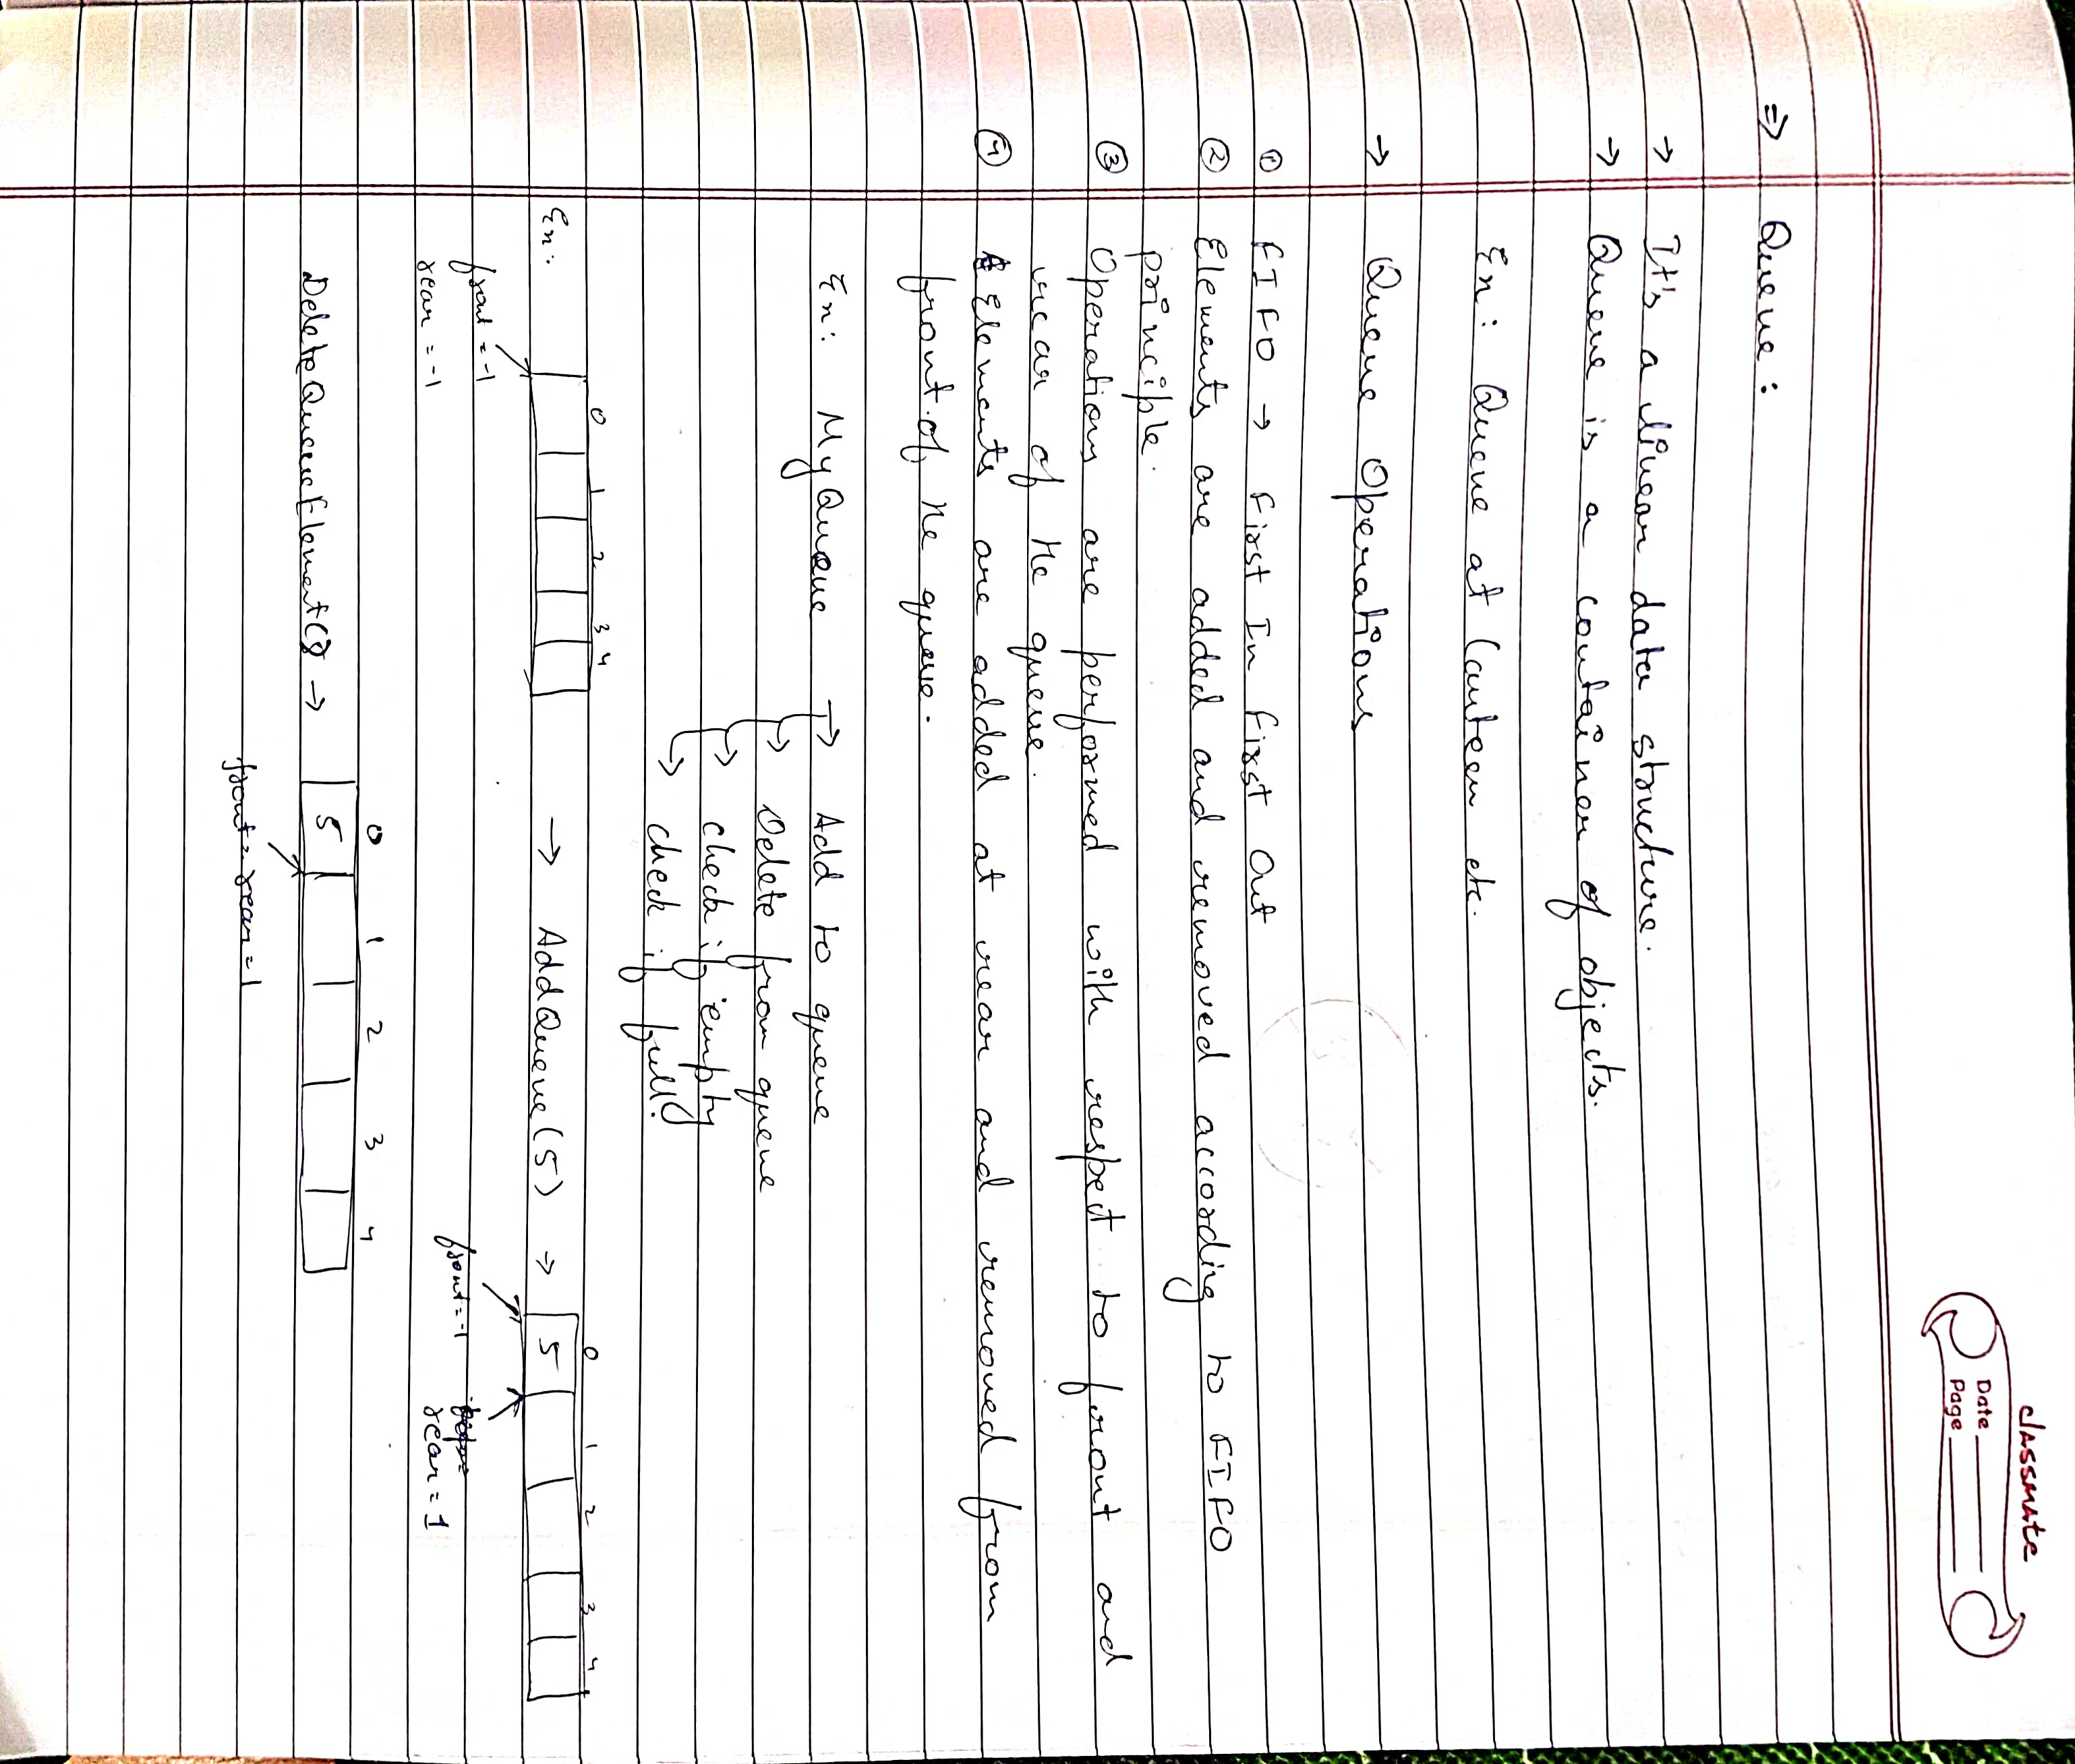 classmate
Date
Page
⇒ Queue :
→ It's a linear data structure.
→ Queue is a container of objects.
Ex : Queue at Canteen etc.
→ Queue Operations
① FIFO → First In First Out
② Elements are added and removed according to FIFO
principle.
③ Operations are performed with respect to front and
rear of the queue.
④ Elements are added at rear and removed from
front of the queue.
Ex : My Queue → Add to queue
→ Delete from queue
→ check if empty
→ check if full.
0 1 2 3 4
0 1 2 3 4
Ex : → AddQueue(5) → 5
front = -1
front = -1
rear = -1
rear = 1
0 1 2 3 4
DeleteQueueElement() → 5
front = rear = 1